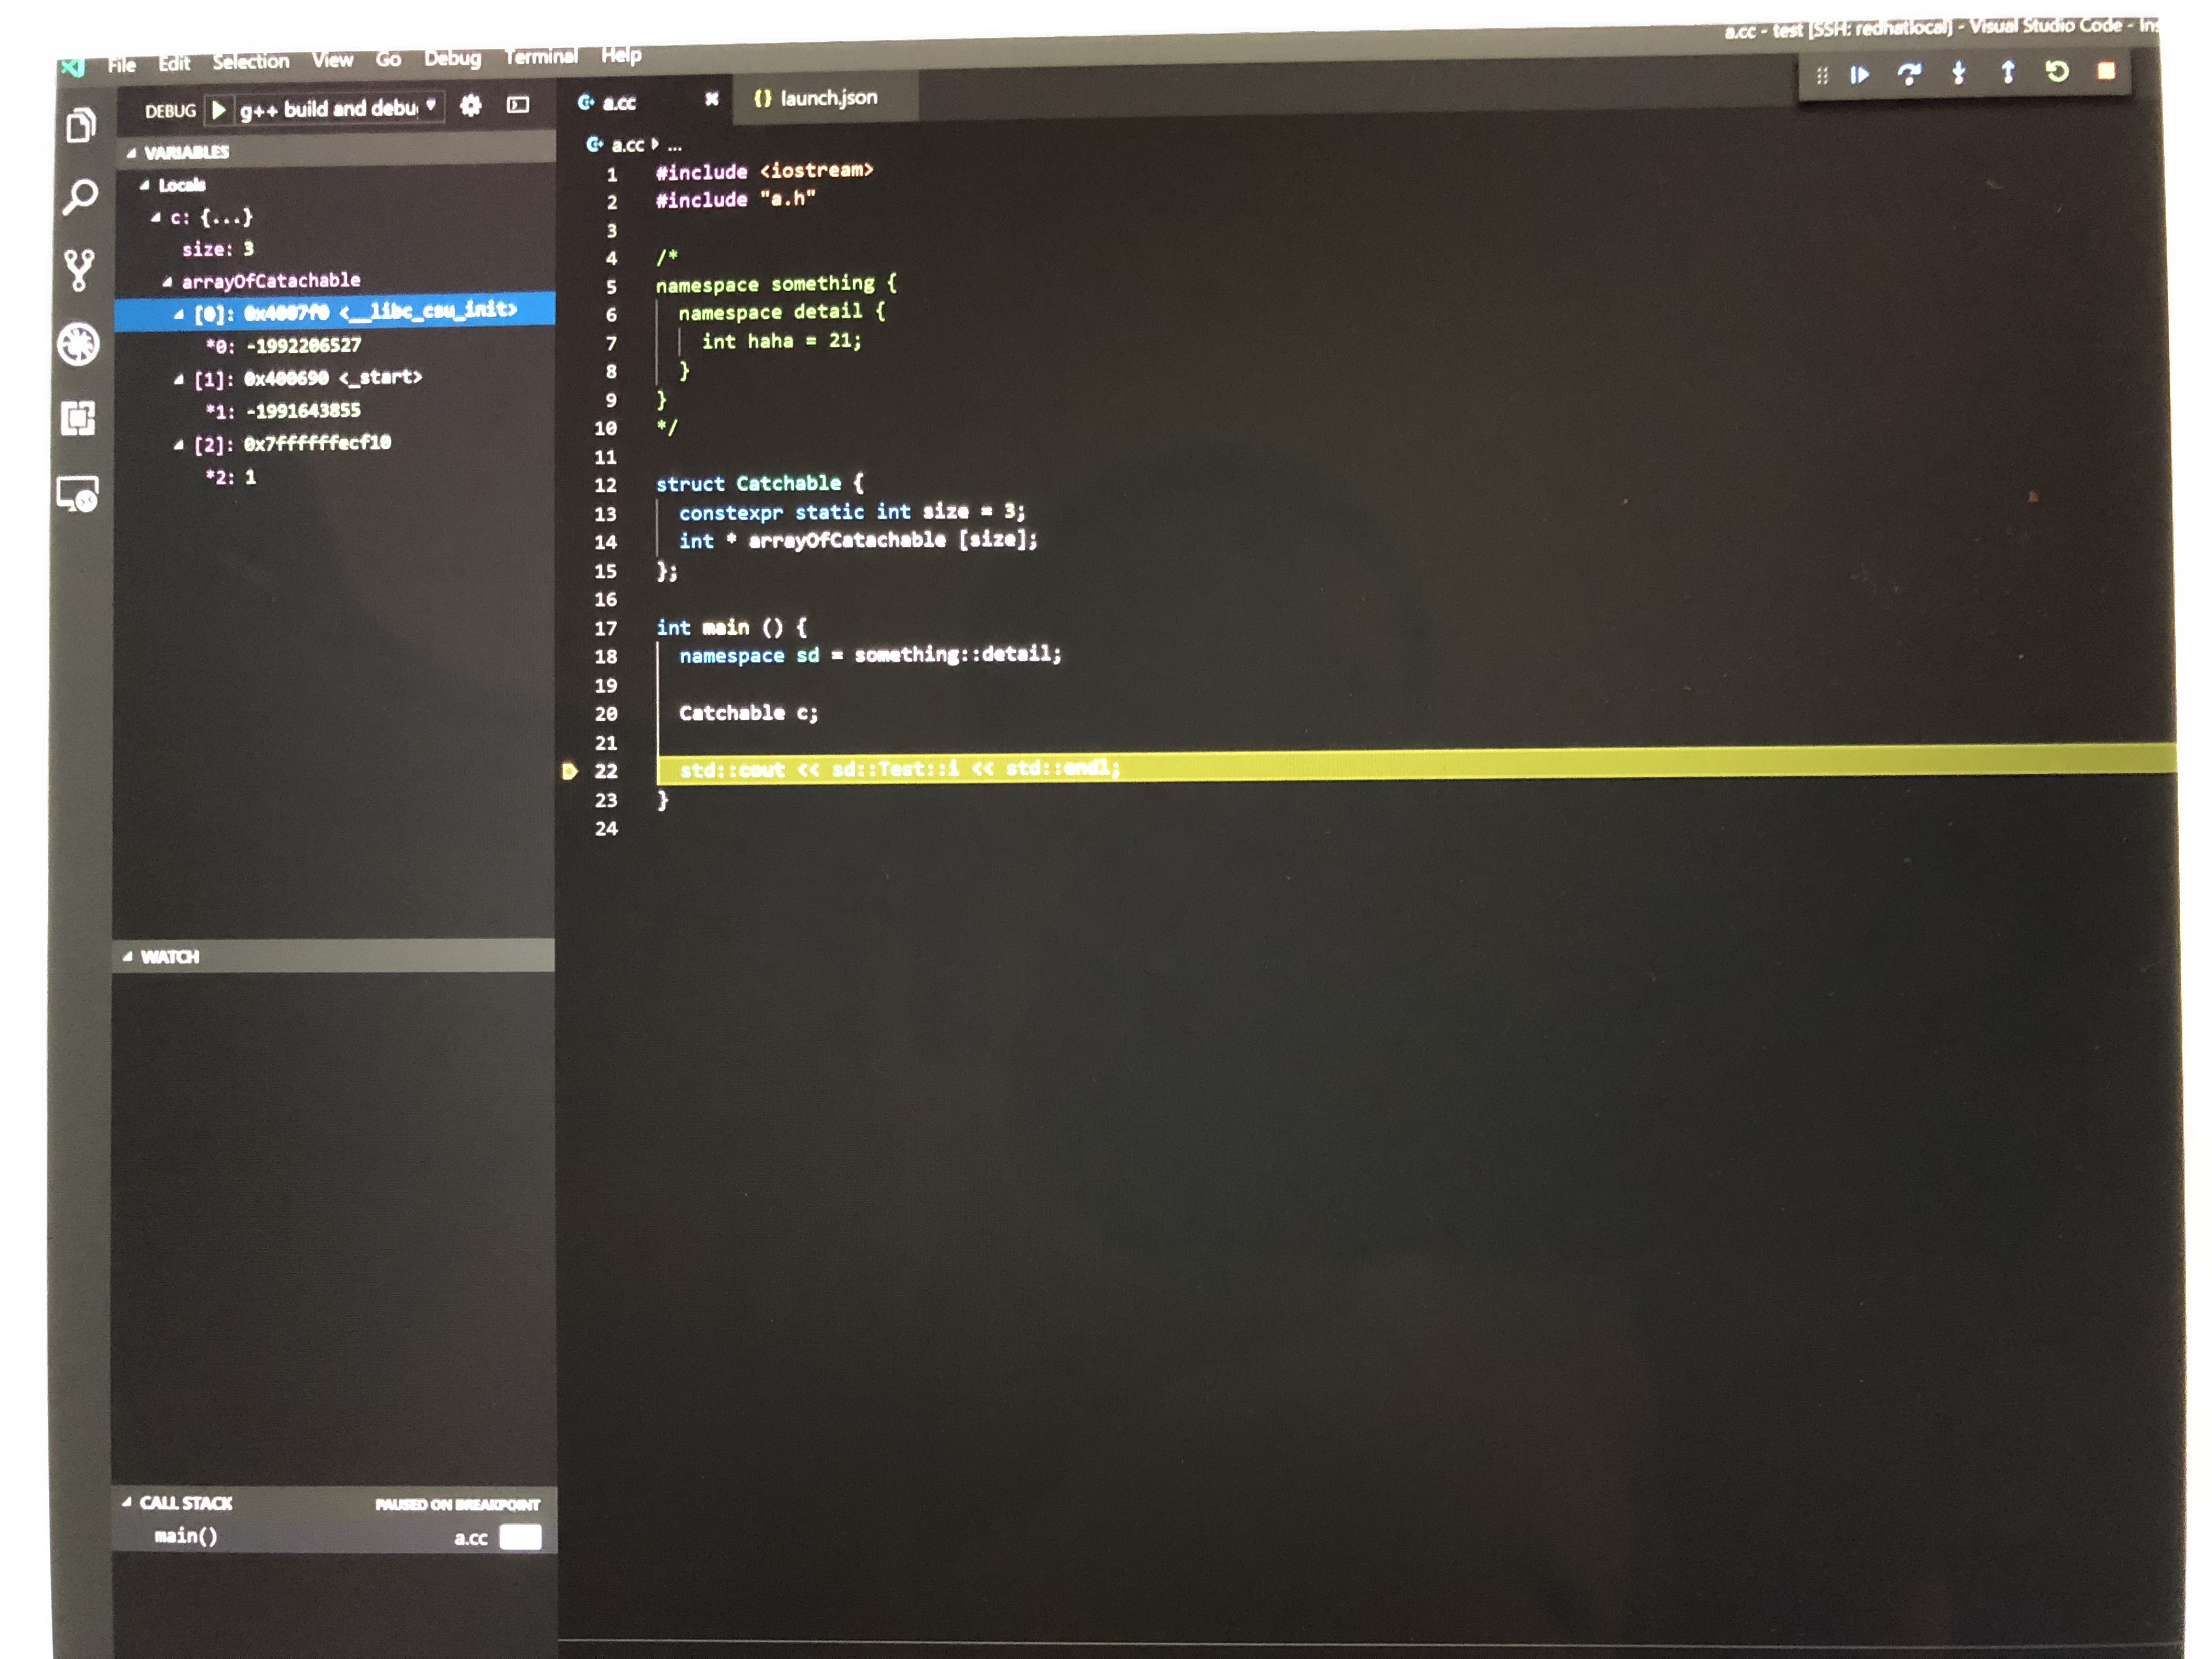 a.cc - test [SSH: redhatlocal] - Visual Studio Code - Ins
File Edit Selection View Go Debug Terminal Help
DEBUG g++ build and debu
VARIABLES
Locals
c: {...}
size: 3
arrayOfCatachable
[0]: 0x4007f0 <__libc_csu_init>
*0: -1992206527
[1]: 0x400690 <_start>
*1: -1991643855
[2]: 0x7ffffffecf10
*2: 1
WATCH
CALL STACK PAUSED ON BREAKPOINT
main() a.cc
a.cc launch.json
a.cc ...
1 #include <iostream>
2 #include "a.h"
3
4 /*
5 namespace something {
6 namespace detail {
7 int haha = 21;
8 }
9 }
10 */
11
12 struct Catchable {
13 constexpr static int size = 3;
14 int * arrayOfCatachable [size];
15 };
16
17 int main () {
18 namespace sd = something::detail;
19
20 Catchable c;
21
22 std::cout << sd::Test::i << std::endl;
23 }
24